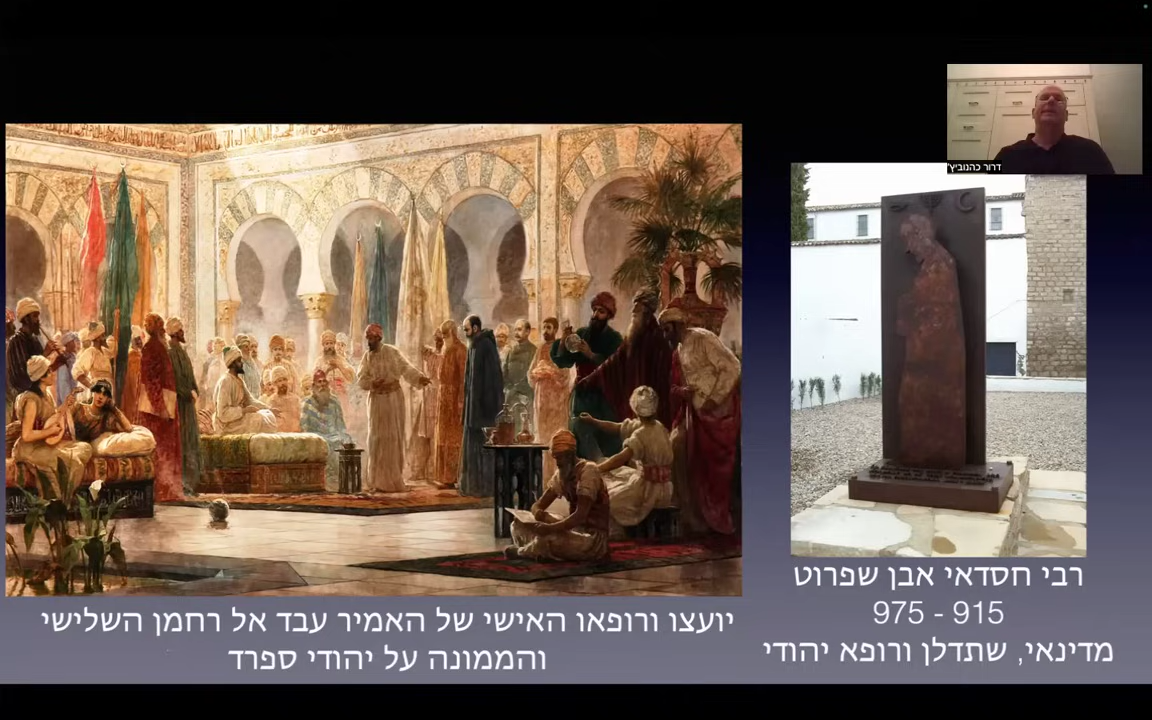 דרור כהנוביץ'
רבי חסדאי אבן שפרוט
915 - 975
מדינאי, שתדלן ורופא יהודי
יועצו ורופאו האישי של האמיר עבד אל רחמן השלישי
והממונה על יהודי ספרד